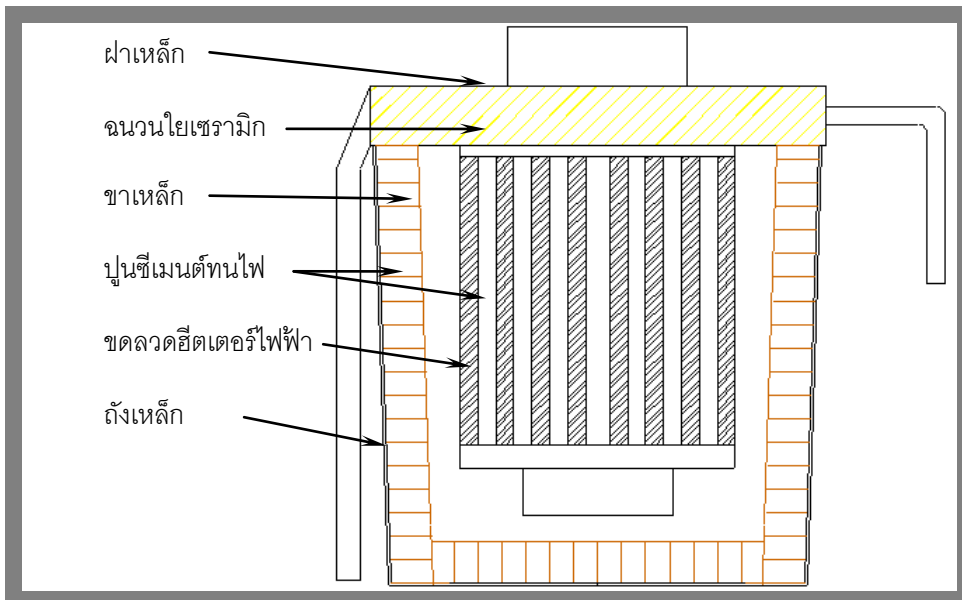 ฝาเหล็ก
ฉนวนใยเซรามิก
ขาเหล็ก
ปูนซีเมนต์ทนไฟ
ขดลวดฮีตเตอร์ไฟฟ้า
ถังเหล็ก